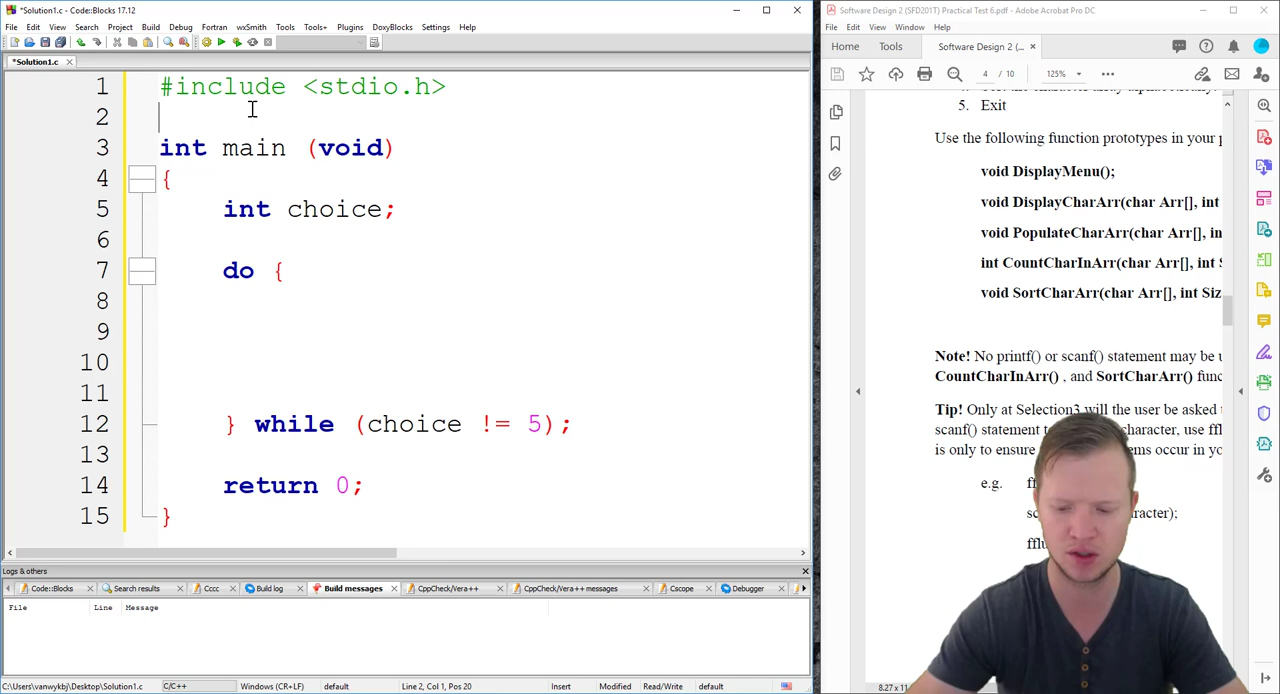 *Solution1.c - Code::Blocks 17.12
File Edit View Search Project Build Debug Fortran wxSmith Tools Tools+ Plugins DoxyBlocks Settings Help
*Solution1.c
1 #include <stdio.h>
2
3 int main (void)
4 {
5 int choice;
6
7 do {
8
9
10
11
12 } while (choice != 5);
13
14 return 0;
15 }
Logs & others
Code::Blocks Search results Cccc Build log Build messages CppCheck/Vera++ CppCheck/Vera++ messages Cscope Debugger
File Line Message
C:\Users\vanwykbj\Desktop\Solution1.c C/C++ Windows (CR+LF) default Line 2, Col 1, Pos 20 Insert Modified Read/Write default
Software Design 2 (SFD201T) Practical Test 6.pdf - Adobe Acrobat Pro DC
File Edit View Window Help
Home Tools Software Design 2 (...
4 / 10 125%
5. Exit
Use the following function prototypes in your
void DisplayMenu();
void DisplayCharArr(char Arr[], int
void PopulateCharArr(char Arr[], in
int CountCharInArr(char Arr[], int
void SortCharArr(char Arr[], int Siz
Note! No printf() or scanf() statement may be
CountCharInArr() , and SortCharArr() func
Tip! Only at Selection3 will the user be asked
scanf() statement character, use ffl
is only to ensure ems occur in yo
e.g.
racter);
8.27 x 11